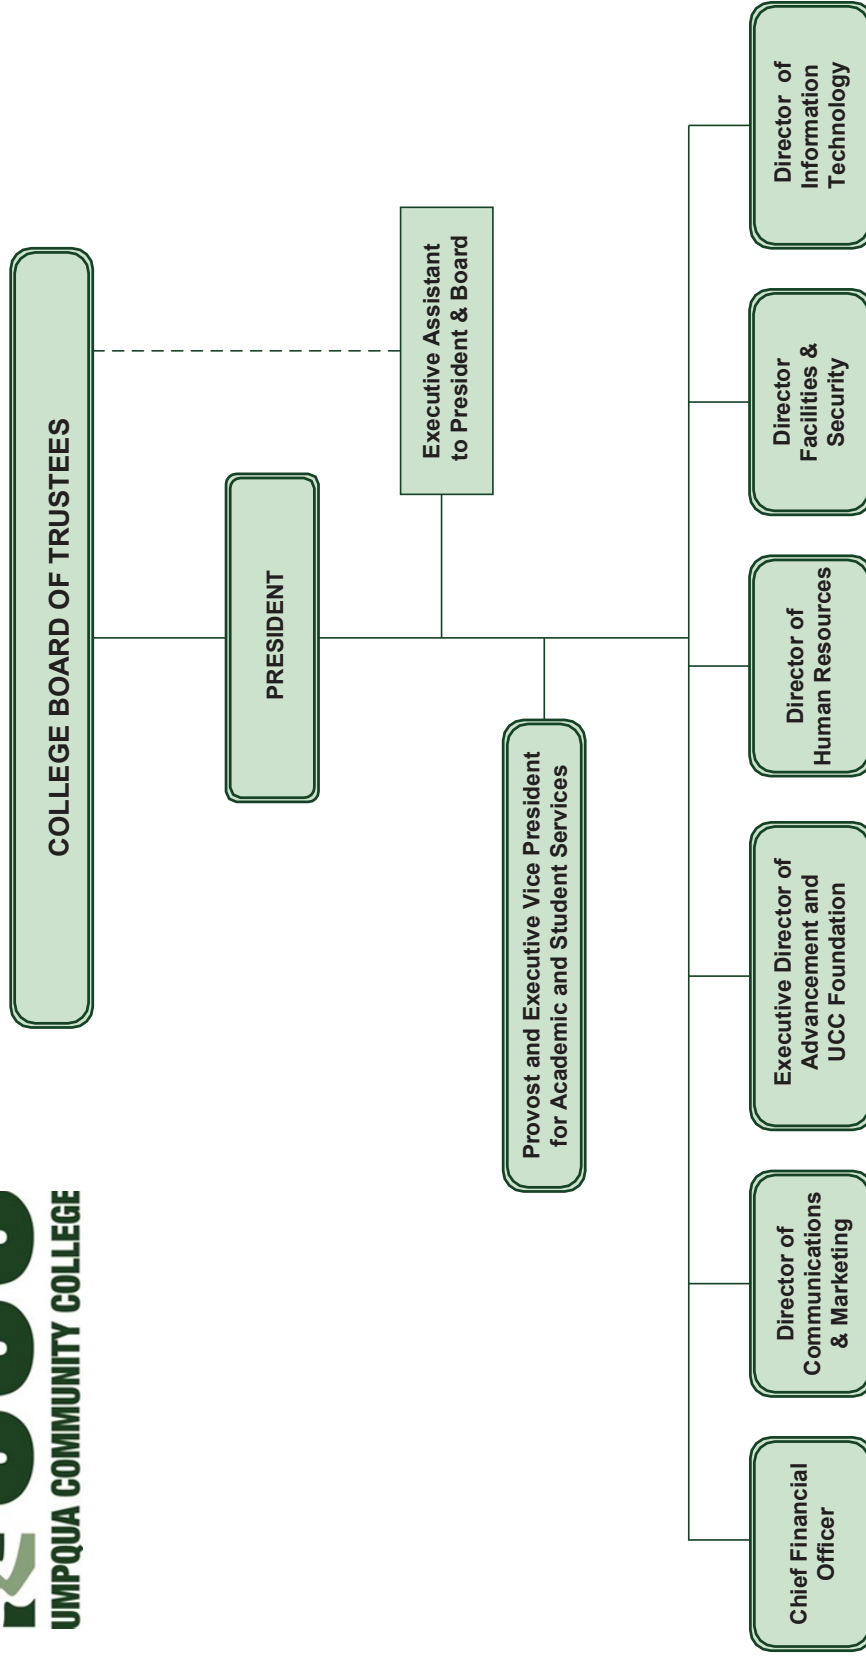 UMPQUA COMMUNITY COLLEGE
COLLEGE BOARD OF TRUSTEES
PRESIDENT
Executive Assistant
to President & Board
Provost and Executive Vice President
for Academic and Student Services
Chief Financial
Officer
Director of
Communications
& Marketing
Executive Director of
Advancement and
UCC Foundation
Director of
Human Resources
Director
Facilities &
Security
Director of
Information
Technology